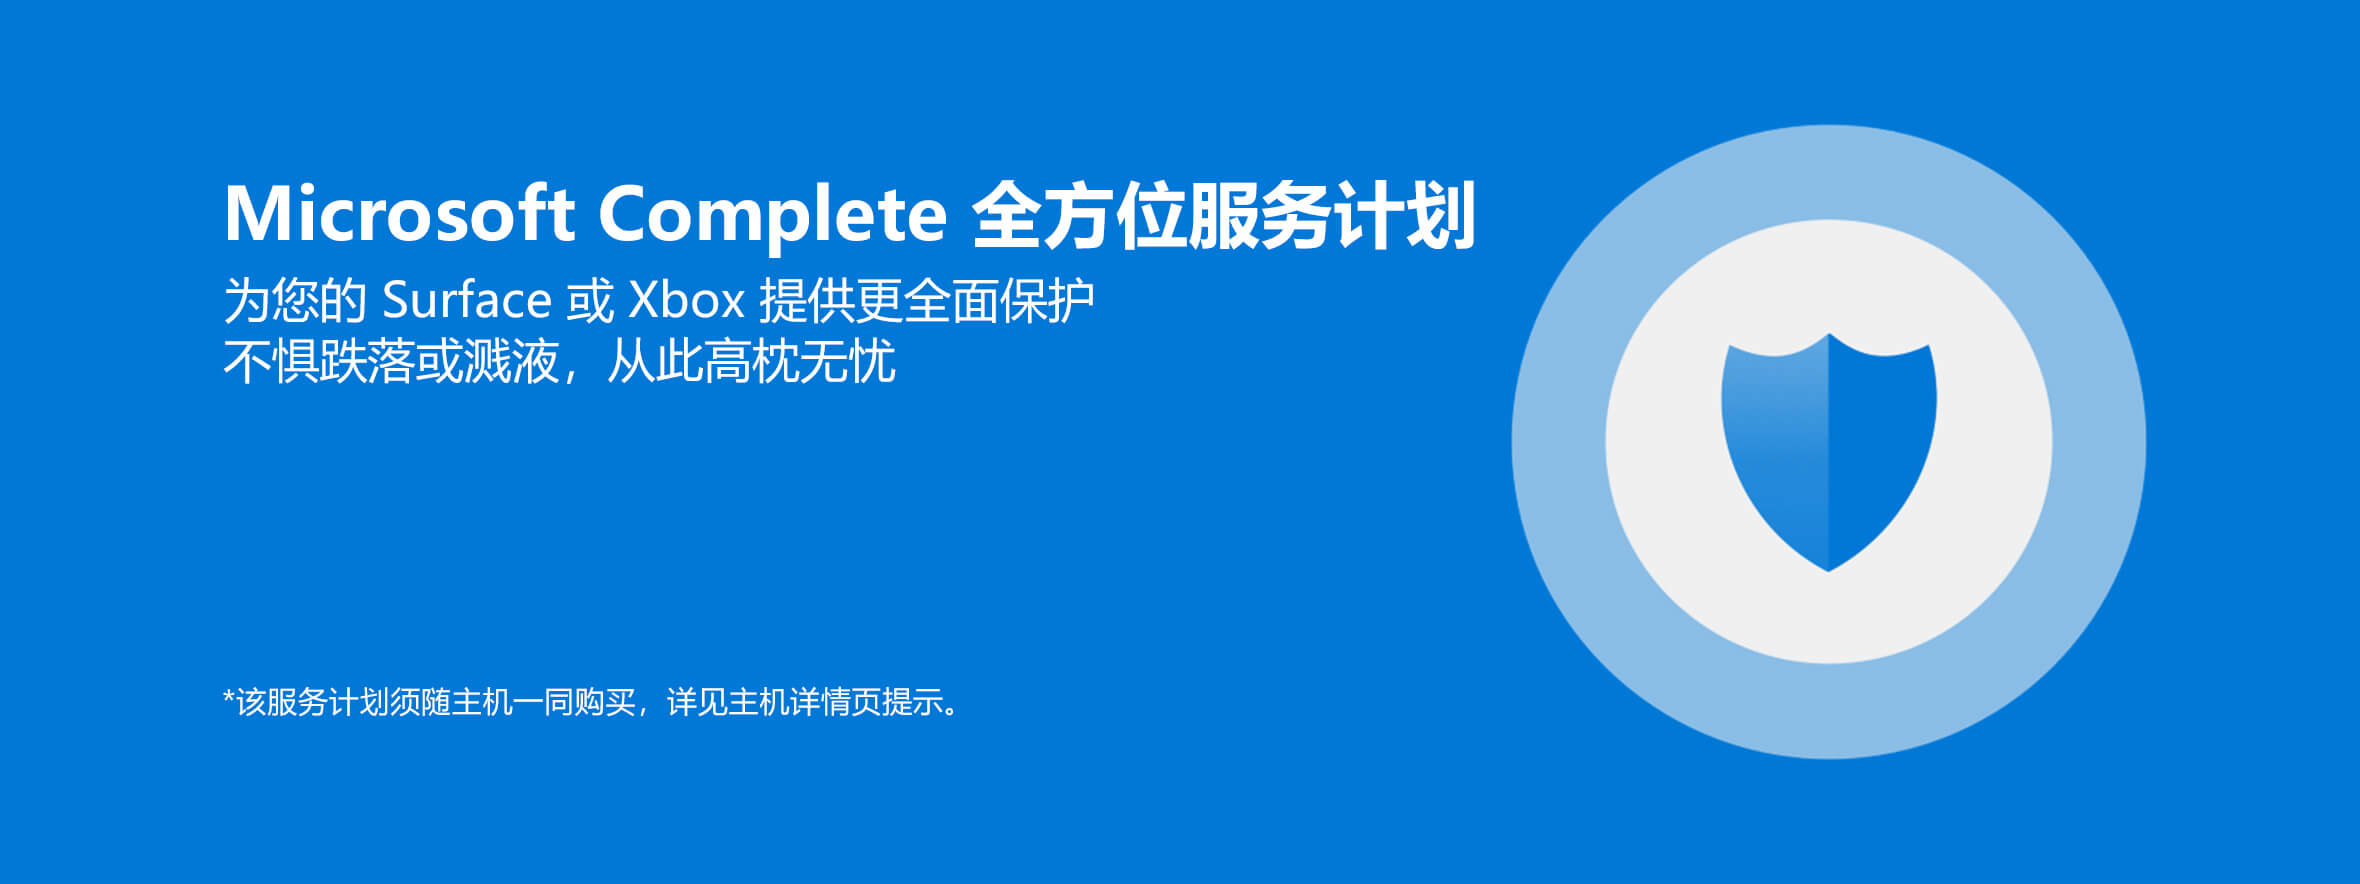 Microsoft Complete 全方位服务计划
为您的 Surface 或 Xbox 提供更全面保护
不惧跌落或溅液，从此高枕无忧
*该服务计划须随主机一同购买，详见主机详情页提示。